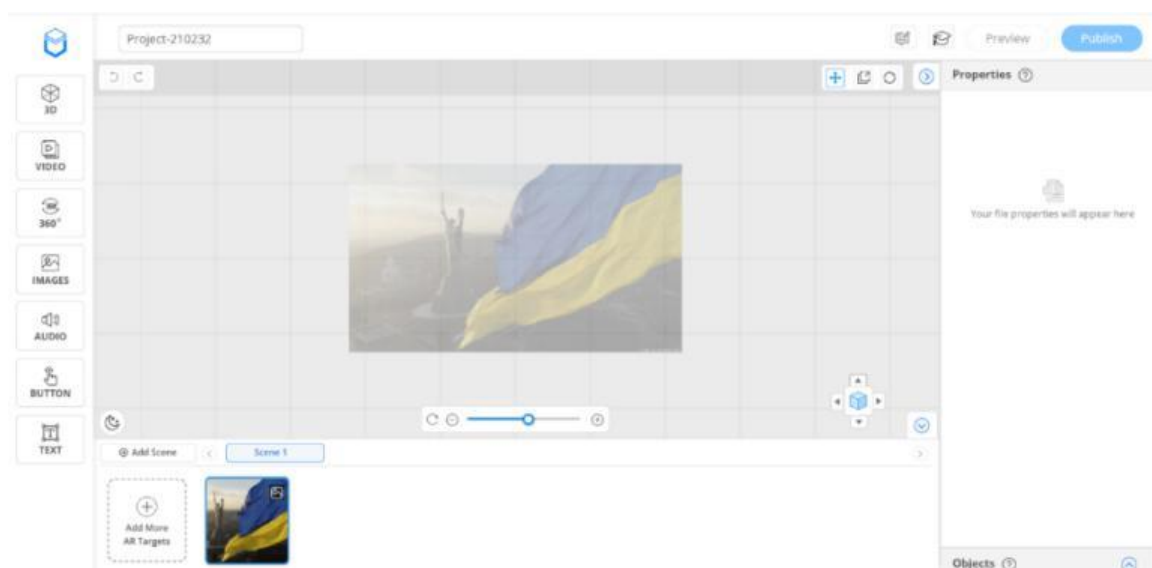 Project-210232
Preview
Publish
Properties
3D
VIDEO
360°
IMAGES
AUDIO
BUTTON
TEXT
Your file properties will appear here
Add Scene
Scene 1
Add More
AR Targets
Objects